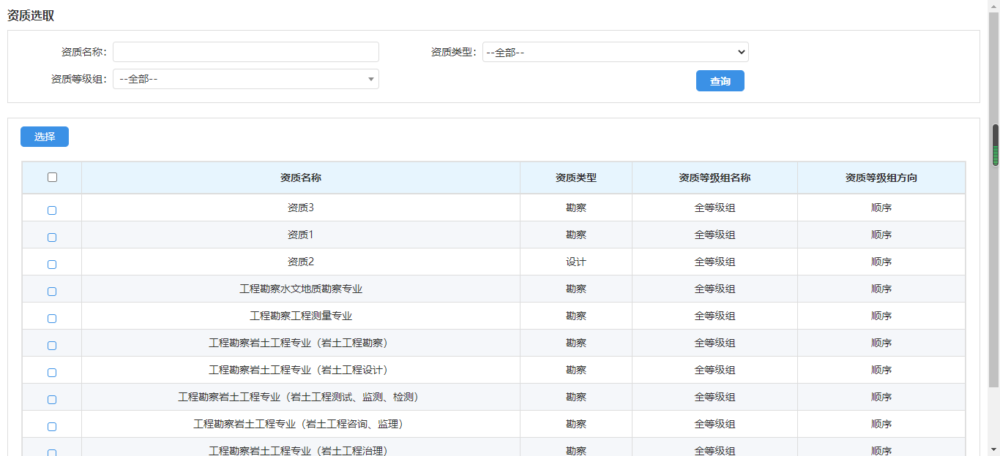 资质选取
资质名称: 资质类型: --全部--
资质等级组: --全部-- 查询
选择
资质名称 资质类型 资质等级组名称 资质等级组方向
资质3 勘察 全等级组 顺序
资质1 勘察 全等级组 顺序
资质2 设计 全等级组 顺序
工程勘察水文地质勘察专业 勘察 全等级组 顺序
工程勘察工程测量专业 勘察 全等级组 顺序
工程勘察岩土工程专业（岩土工程勘察） 勘察 全等级组 顺序
工程勘察岩土工程专业（岩土工程设计） 勘察 全等级组 顺序
工程勘察岩土工程专业（岩土工程测试、监测、检测） 勘察 全等级组 顺序
工程勘察岩土工程专业（岩土工程咨询、监理） 勘察 全等级组 顺序
工程勘察岩土工程专业（岩土工程治理） 勘察 全等级组 顺序